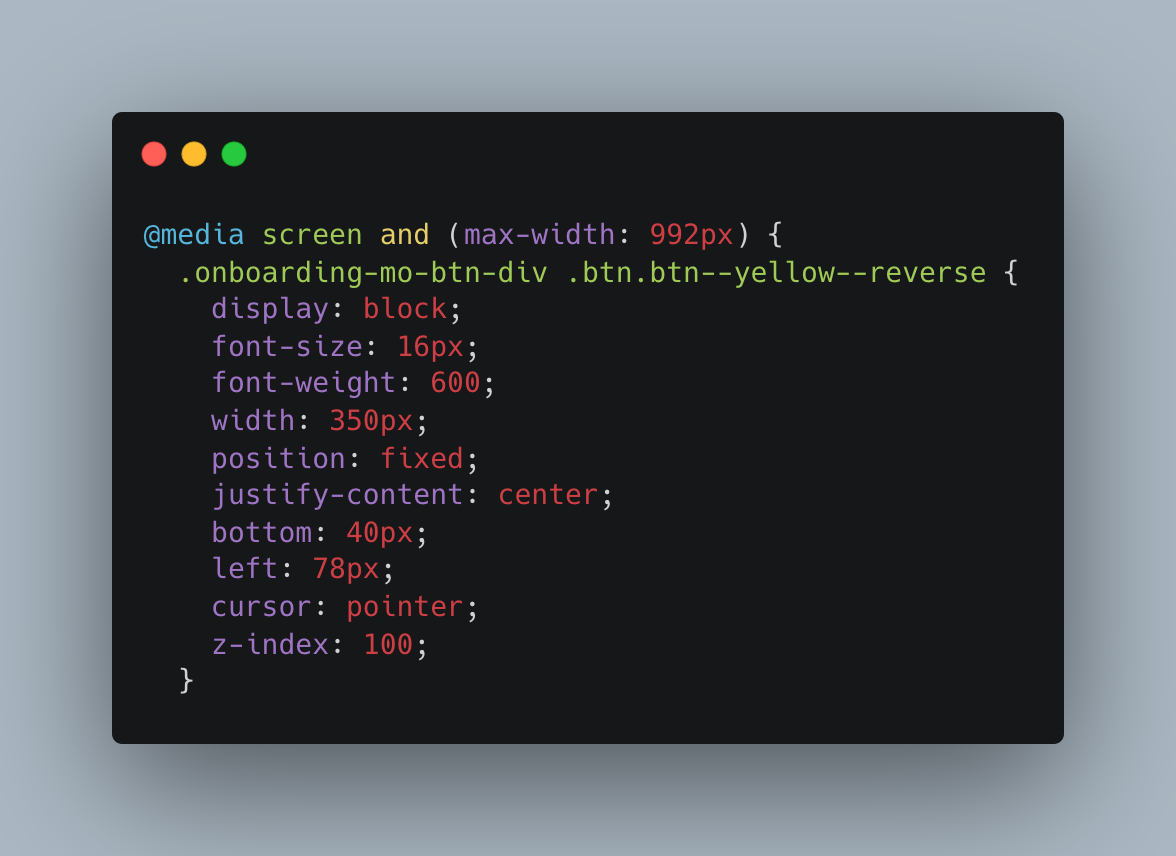 @media screen and (max-width: 992px) {
  .onboarding-mo-btn-div .btn.btn--yellow--reverse {
    display: block;
    font-size: 16px;
    font-weight: 600;
    width: 350px;
    position: fixed;
    justify-content: center;
    bottom: 40px;
    left: 78px;
    cursor: pointer;
    z-index: 100;
  }